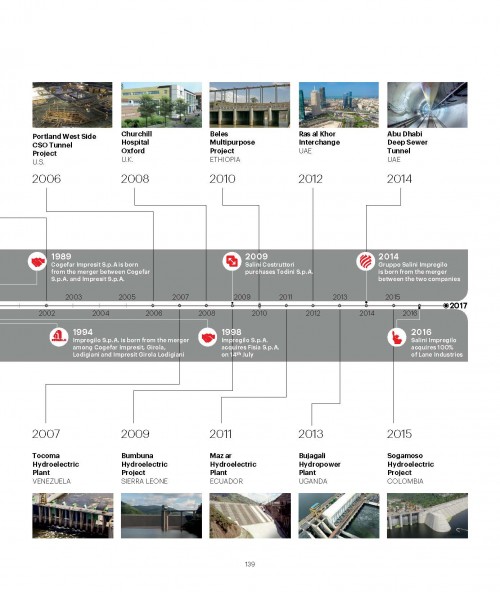 Portland West Side
CSO Tunnel
Project
U.S.
2006
Churchill
Hospital
Oxford
U.K.
2008
Beles
Multipurpose
Project
ETHIOPIA
2010
Ras al Khor
Interchange
UAE
2012
Abu Dhabi
Deep Sewer
Tunnel
UAE
2014
1989
Cogefar Impresit S.p.A is born
from the merger between Cogefar
S.p.A. and Impresit S.p.A.
2009
Salini Costruttori
purchases Todini S.p.A.
2014
Gruppo Salini Impregilo
is born from the merger
between the two companies
2003
2005
2007
2009
2011
2013
2015
2017
2002
2004
2006
2008
2010
2012
2014
2016
1994
Impregilo S.p.A. is born from the merger
among Cogefar Impresit, Girola,
Lodigiani and Impresit Girola Lodigiani
1998
Impregilo S.p.A.
acquires Fisia S.p.A.
on 14th July
2016
Salini Impregilo
acquires 100%
of Lane Industries
2007
Tocoma
Hydroelectric
Plant
VENEZUELA
2009
Bumbuna
Hydroelectric
Project
SIERRA LEONE
2011
Mazar
Hydroelectric
Plant
ECUADOR
2013
Bujagali
Hydropower
Plant
UGANDA
2015
Sogamoso
Hydroelectric
Project
COLOMBIA
139